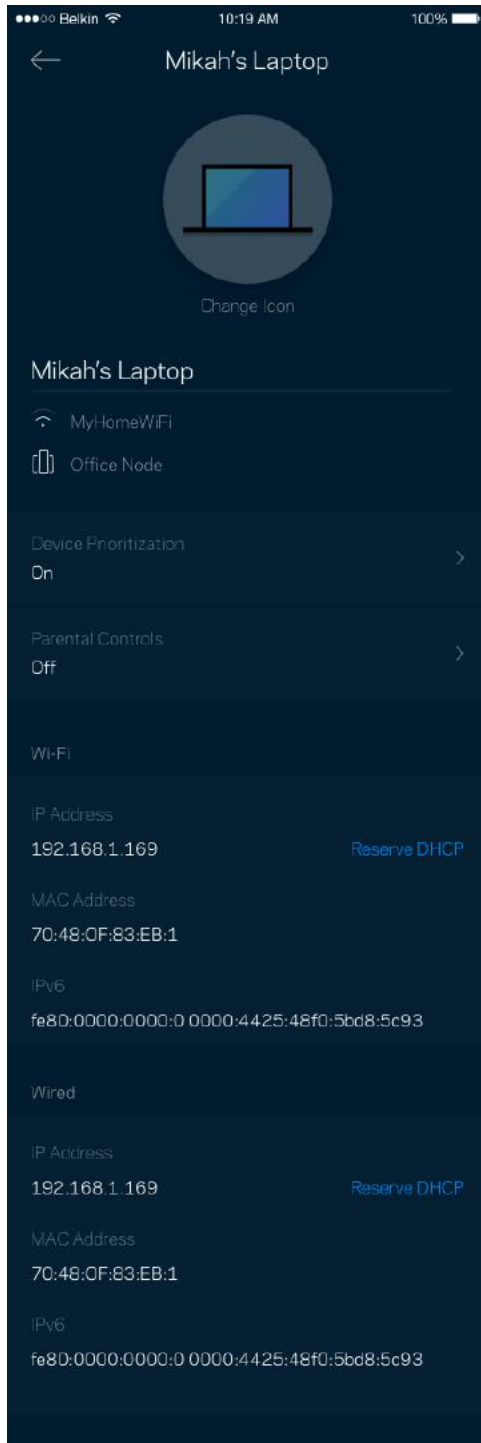 Belkin 10:19 AM 100%
Mikah's Laptop
Change Icon
Mikah's Laptop
MyHomeWiFi
Office Node
Device Prioritization
On
Parental Controls
Off
Wi-Fi
IP Address
192.168.1.169 Reserve DHCP
MAC Address
70:48:0F:83:EB:1
IPv6
fe80:0000:0000:0 0000:4425:48f0:5bd8:5c93
Wired
IP Address
192.168.1.169 Reserve DHCP
MAC Address
70:48:0F:83:EB:1
IPv6
fe80:0000:0000:0 0000:4425:48f0:5bd8:5c93